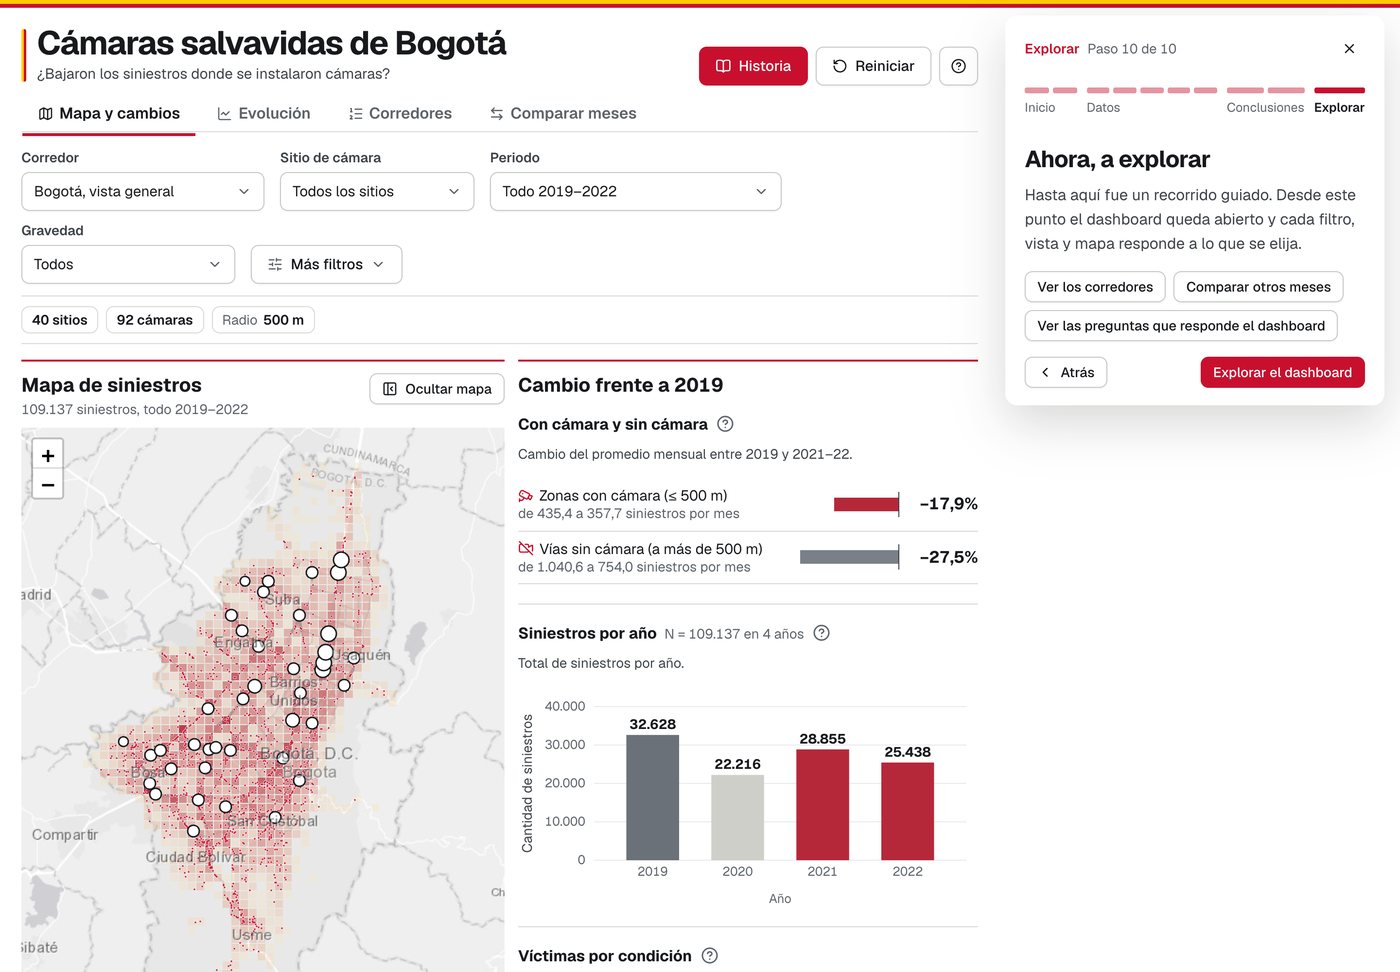 Cámaras salvavidas de Bogotá
¿Bajaron los siniestros donde se instalaron cámaras?
Historia
Reiniciar
Mapa y cambios
Evolución
Corredores
Comparar meses
Corredor
Sitio de cámara
Periodo
Bogotá, vista general
Todos los sitios
Todo 2019–2022
Gravedad
Todos
Más filtros
40 sitios
92 cámaras
Radio 500 m
Mapa de siniestros
109.137 siniestros, todo 2019–2022
Ocultar mapa
+
−
CUNDINAMARCA
BOGOTÁ D.C.
adrid
Suba
Engativá
Usaquén
Barrios
Unidos
Bogotá, D.C.
Bogota
Bosa
San Cristóbal
Compartir
Ciudad Bolívar
Ch
Usme
Sibaté
Cambio frente a 2019
Con cámara y sin cámara
Cambio del promedio mensual entre 2019 y 2021–22.
Zonas con cámara (≤ 500 m)
de 435,4 a 357,7 siniestros por mes
−17,9%
Vías sin cámara (a más de 500 m)
de 1.040,6 a 754,0 siniestros por mes
−27,5%
Siniestros por año N = 109.137 en 4 años
Total de siniestros por año.
Cantidad de siniestros
40.000
30.000
20.000
10.000
0
32.628
22.216
28.855
25.438
2019
2020
2021
2022
Año
Víctimas por condición
Explorar Paso 10 de 10
Inicio
Datos
Conclusiones
Explorar
Ahora, a explorar
Hasta aquí fue un recorrido guiado. Desde este
punto el dashboard queda abierto y cada filtro,
vista y mapa responde a lo que se elija.
Ver los corredores
Comparar otros meses
Ver las preguntas que responde el dashboard
Atrás
Explorar el dashboard